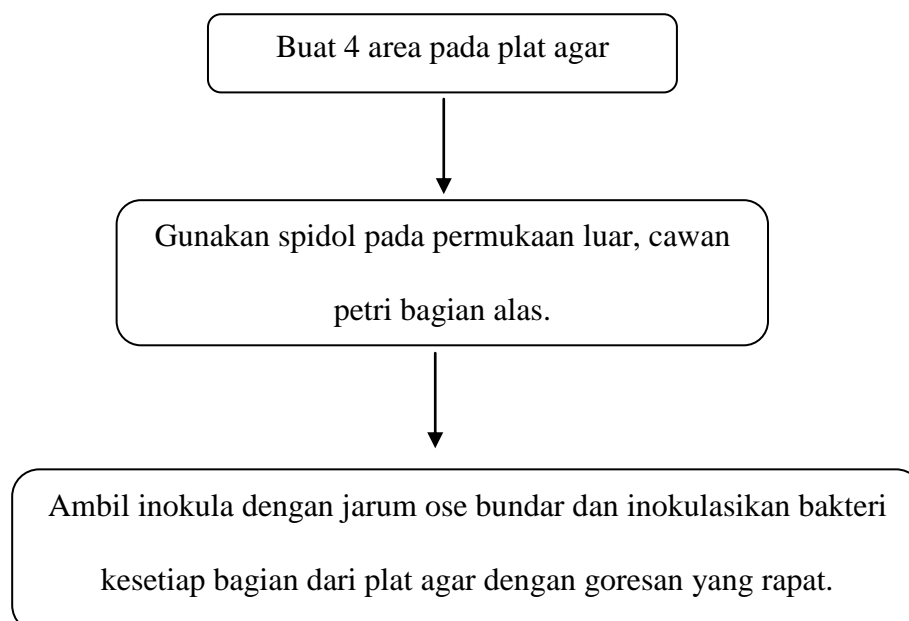 Buat 4 area pada plat agar
Gunakan spidol pada permukaan luar, cawan
petri bagian alas.
Ambil inokula dengan jarum ose bundar dan inokulasikan bakteri
kesetiap bagian dari plat agar dengan goresan yang rapat.